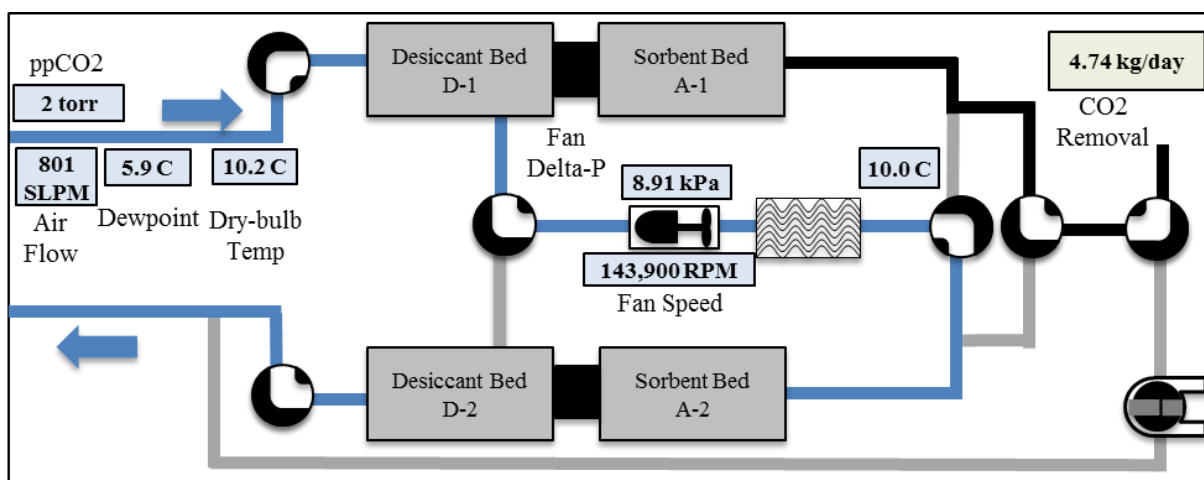 ppCO2
2 torr
801
SLPM
Air
Flow
5.9 C
Dewpoint
10.2 C
Dry-bulb
Temp
Desiccant Bed
D-1
Sorbent Bed
A-1
Fan
Delta-P
8.91 kPa
143,900 RPM
Fan Speed
10.0 C
4.74 kg/day
CO2
Removal
Desiccant Bed
D-2
Sorbent Bed
A-2